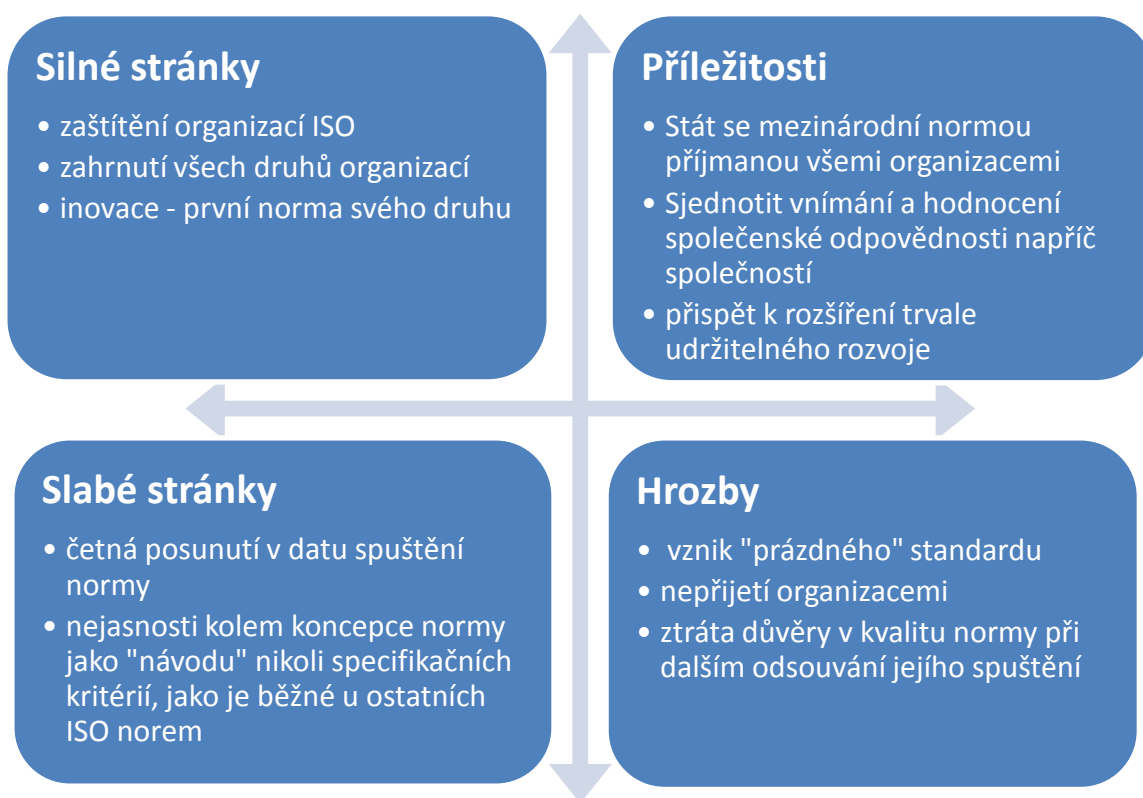 Silné stránky
• zaštítění organizací ISO
• zahrnutí všech druhů organizací
• inovace - první norma svého druhu
Příležitosti
• Stát se mezinárodní normou
příjmanou všemi organizacemi
• Sjednotit vnímání a hodnocení
společenské odpovědnosti napříč
společností
• přispět k rozšíření trvale
udržitelného rozvoje
Slabé stránky
• četná posunutí v datu spuštění
normy
• nejasnosti kolem koncepce normy
jako "návodu" nikoli specifikačních
kritérií, jako je běžné u ostatních
ISO norem
Hrozby
• vznik "prázdného" standardu
• nepřijetí organizacemi
• ztráta důvěry v kvalitu normy při
dalším odsouvání jejího spuštění